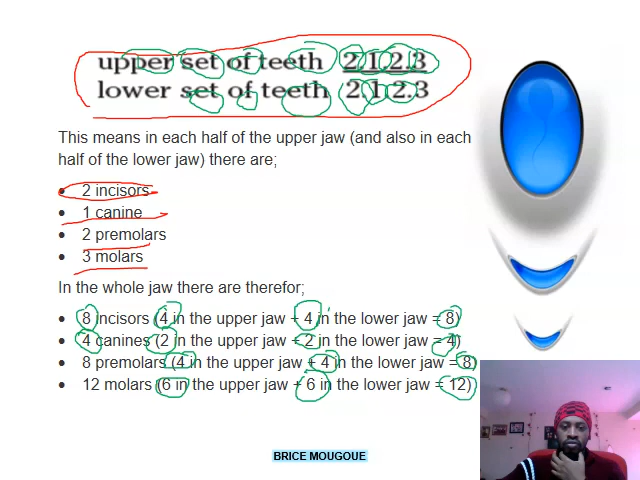 upper set of teeth 2.1.2.3
lower set of teeth 2.1.2.3
This means in each half of the upper jaw (and also in each
half of the lower jaw) there are;
• 2 incisors
• 1 canine
• 2 premolars
• 3 molars
In the whole jaw there are therefor;
• 8 incisors (4 in the upper jaw + 4 in the lower jaw = 8)
• 4 canines (2 in the upper jaw + 2 in the lower jaw = 4)
• 8 premolars (4 in the upper jaw + 4 in the lower jaw = 8)
• 12 molars (6 in the upper jaw + 6 in the lower jaw = 12)
BRICE MOUGOUE